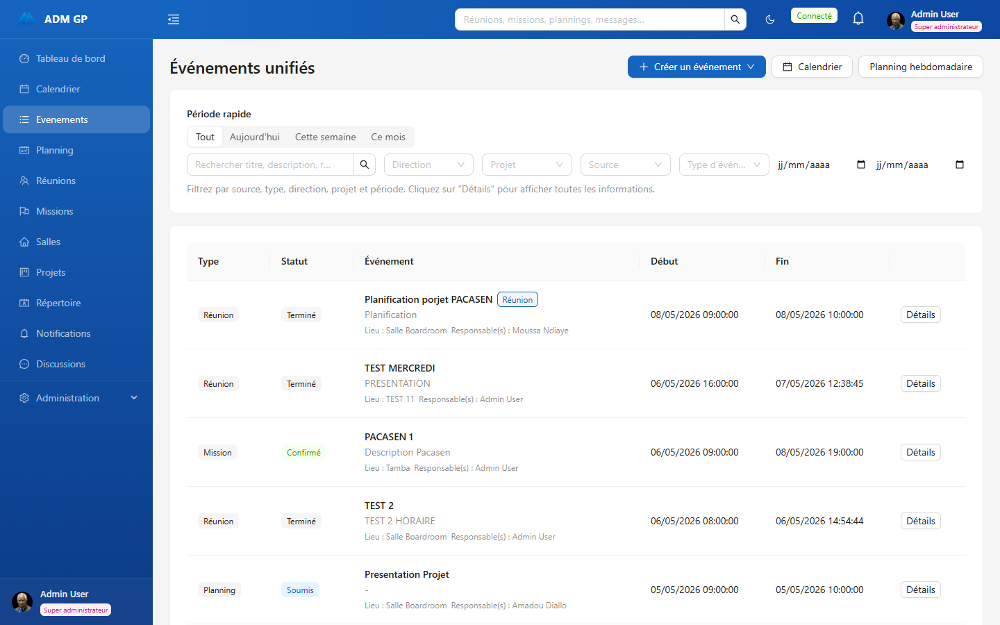 ADM GP
Réunions, missions, plannings, messages...
Connecté
Admin User
Super administrateur
Tableau de bord
Calendrier
Evenements
Planning
Réunions
Missions
Salles
Projets
Répertoire
Notifications
Discussions
Administration
Admin User
Super administrateur
Événements unifiés
Créer un événement
Calendrier
Planning hebdomadaire
Période rapide
Tout Aujourd'hui Cette semaine Ce mois
Rechercher titre, description, r... Direction Projet Source Type d'évén... jj/mm/aaaa jj/mm/aaaa
Filtrez par source, type, direction, projet et période. Cliquez sur "Détails" pour afficher toutes les informations.
Type Statut Événement Début Fin
Planification porjet PACASEN Réunion
Réunion Terminé Planification 08/05/2026 09:00:00 08/05/2026 10:00:00 Détails
Lieu : Salle Boardroom Responsable(s) : Moussa Ndiaye
TEST MERCREDI
Réunion Terminé PRESENTATION 06/05/2026 16:00:00 07/05/2026 12:38:45 Détails
Lieu : TEST 11 Responsable(s) : Admin User
PACASEN 1
Mission Confirmé Description Pacasen 06/05/2026 09:00:00 08/05/2026 19:00:00 Détails
Lieu : Tamba Responsable(s) : Admin User
TEST 2
Réunion Terminé TEST 2 HORAIRE 06/05/2026 08:00:00 06/05/2026 14:54:44 Détails
Lieu : Salle Boardroom Responsable(s) : Admin User
Presentation Projet
Planning Soumis - 05/05/2026 09:00:00 05/05/2026 10:00:00 Détails
Lieu : Salle Boardroom Responsable(s) : Amadou Diallo